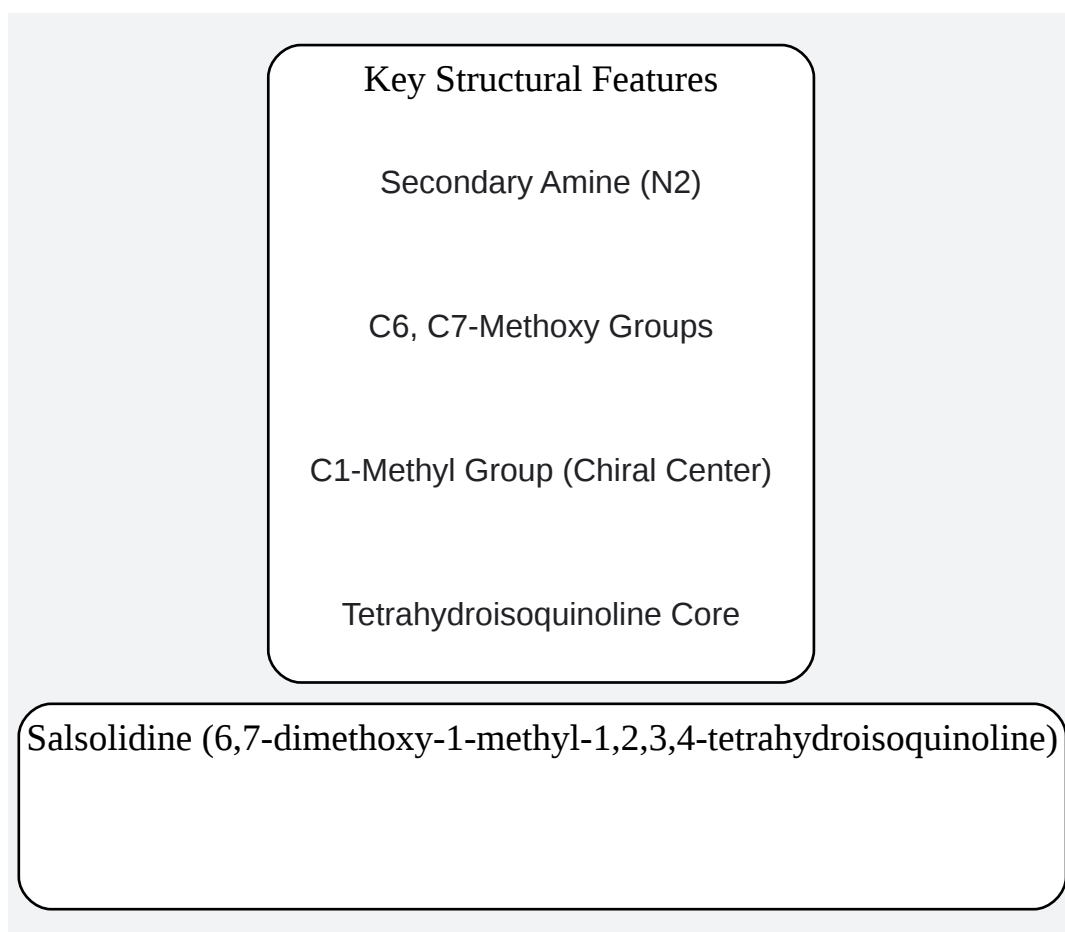 Key Structural Features
Secondary Amine (N2)
C6, C7-Methoxy Groups
C1-Methyl Group (Chiral Center)
Tetrahydroisoquinoline Core
Salsolidine (6,7-dimethoxy-1-methyl-1,2,3,4-tetrahydroisoquinoline)